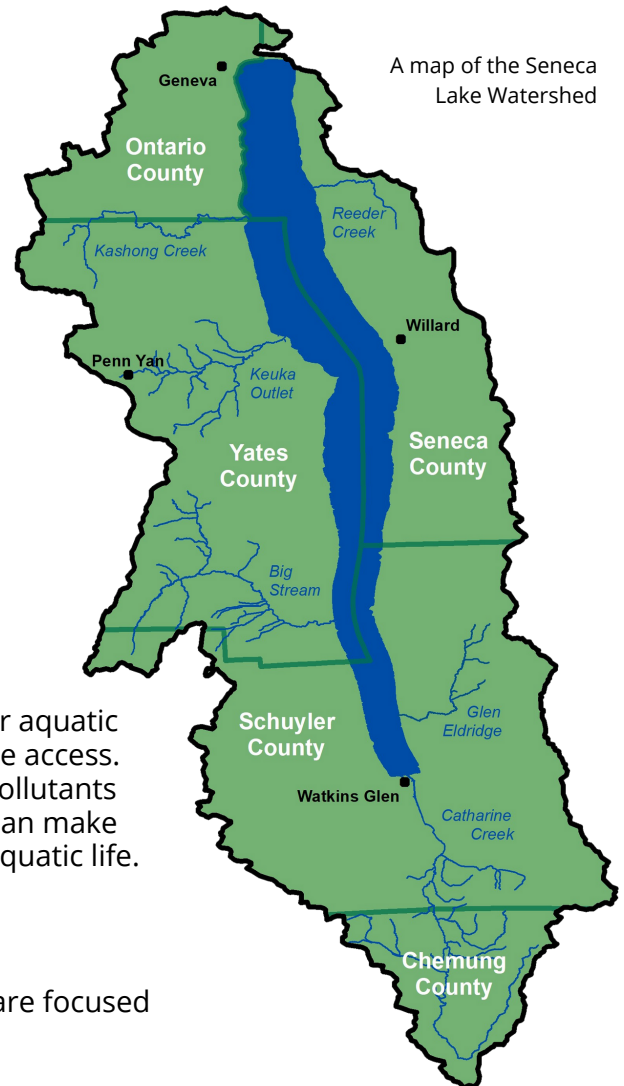 A map of the Seneca
Lake Watershed
Geneva
Ontario
County
Reeder
Creek
Kashong Creek
Willard
Penn Yan
Keuka
Outlet
Yates
County
Seneca
County
Big
Stream
Schuyler
County
Glen
Eldridge
Watkins Glen
Catharine
Creek
Chemung
County
r aquatic
e access.
ollutants
an make
quatic life.
are focused